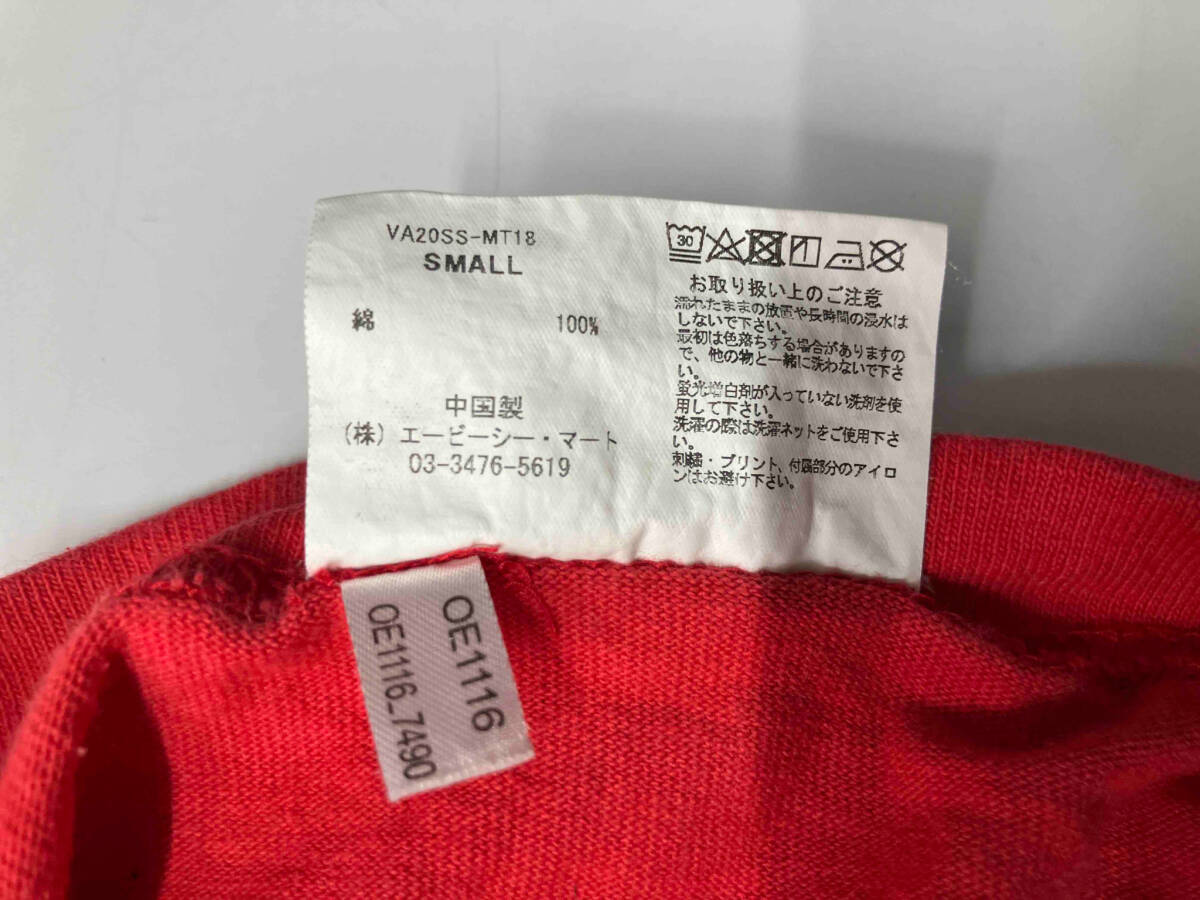 VA20SS-MT18
SMALL
綿 100%
中国製
(株) エービーシー・マート
03-3476-5619
30
お取り扱い上のご注意
濡れたままの放置や長時間の浸水は
しないで下さい。
最初は色落ちする場合がありますの
で、他の物と一緒に洗わないで下さ
い。
蛍光増白剤が入っていない洗剤を使
用して下さい。
洗濯の際は洗濯ネットをご使用下さ
い。
刺繍・プリント、付属部分のアイロ
ンはお避け下さい。
OE1116
OE1116_7490